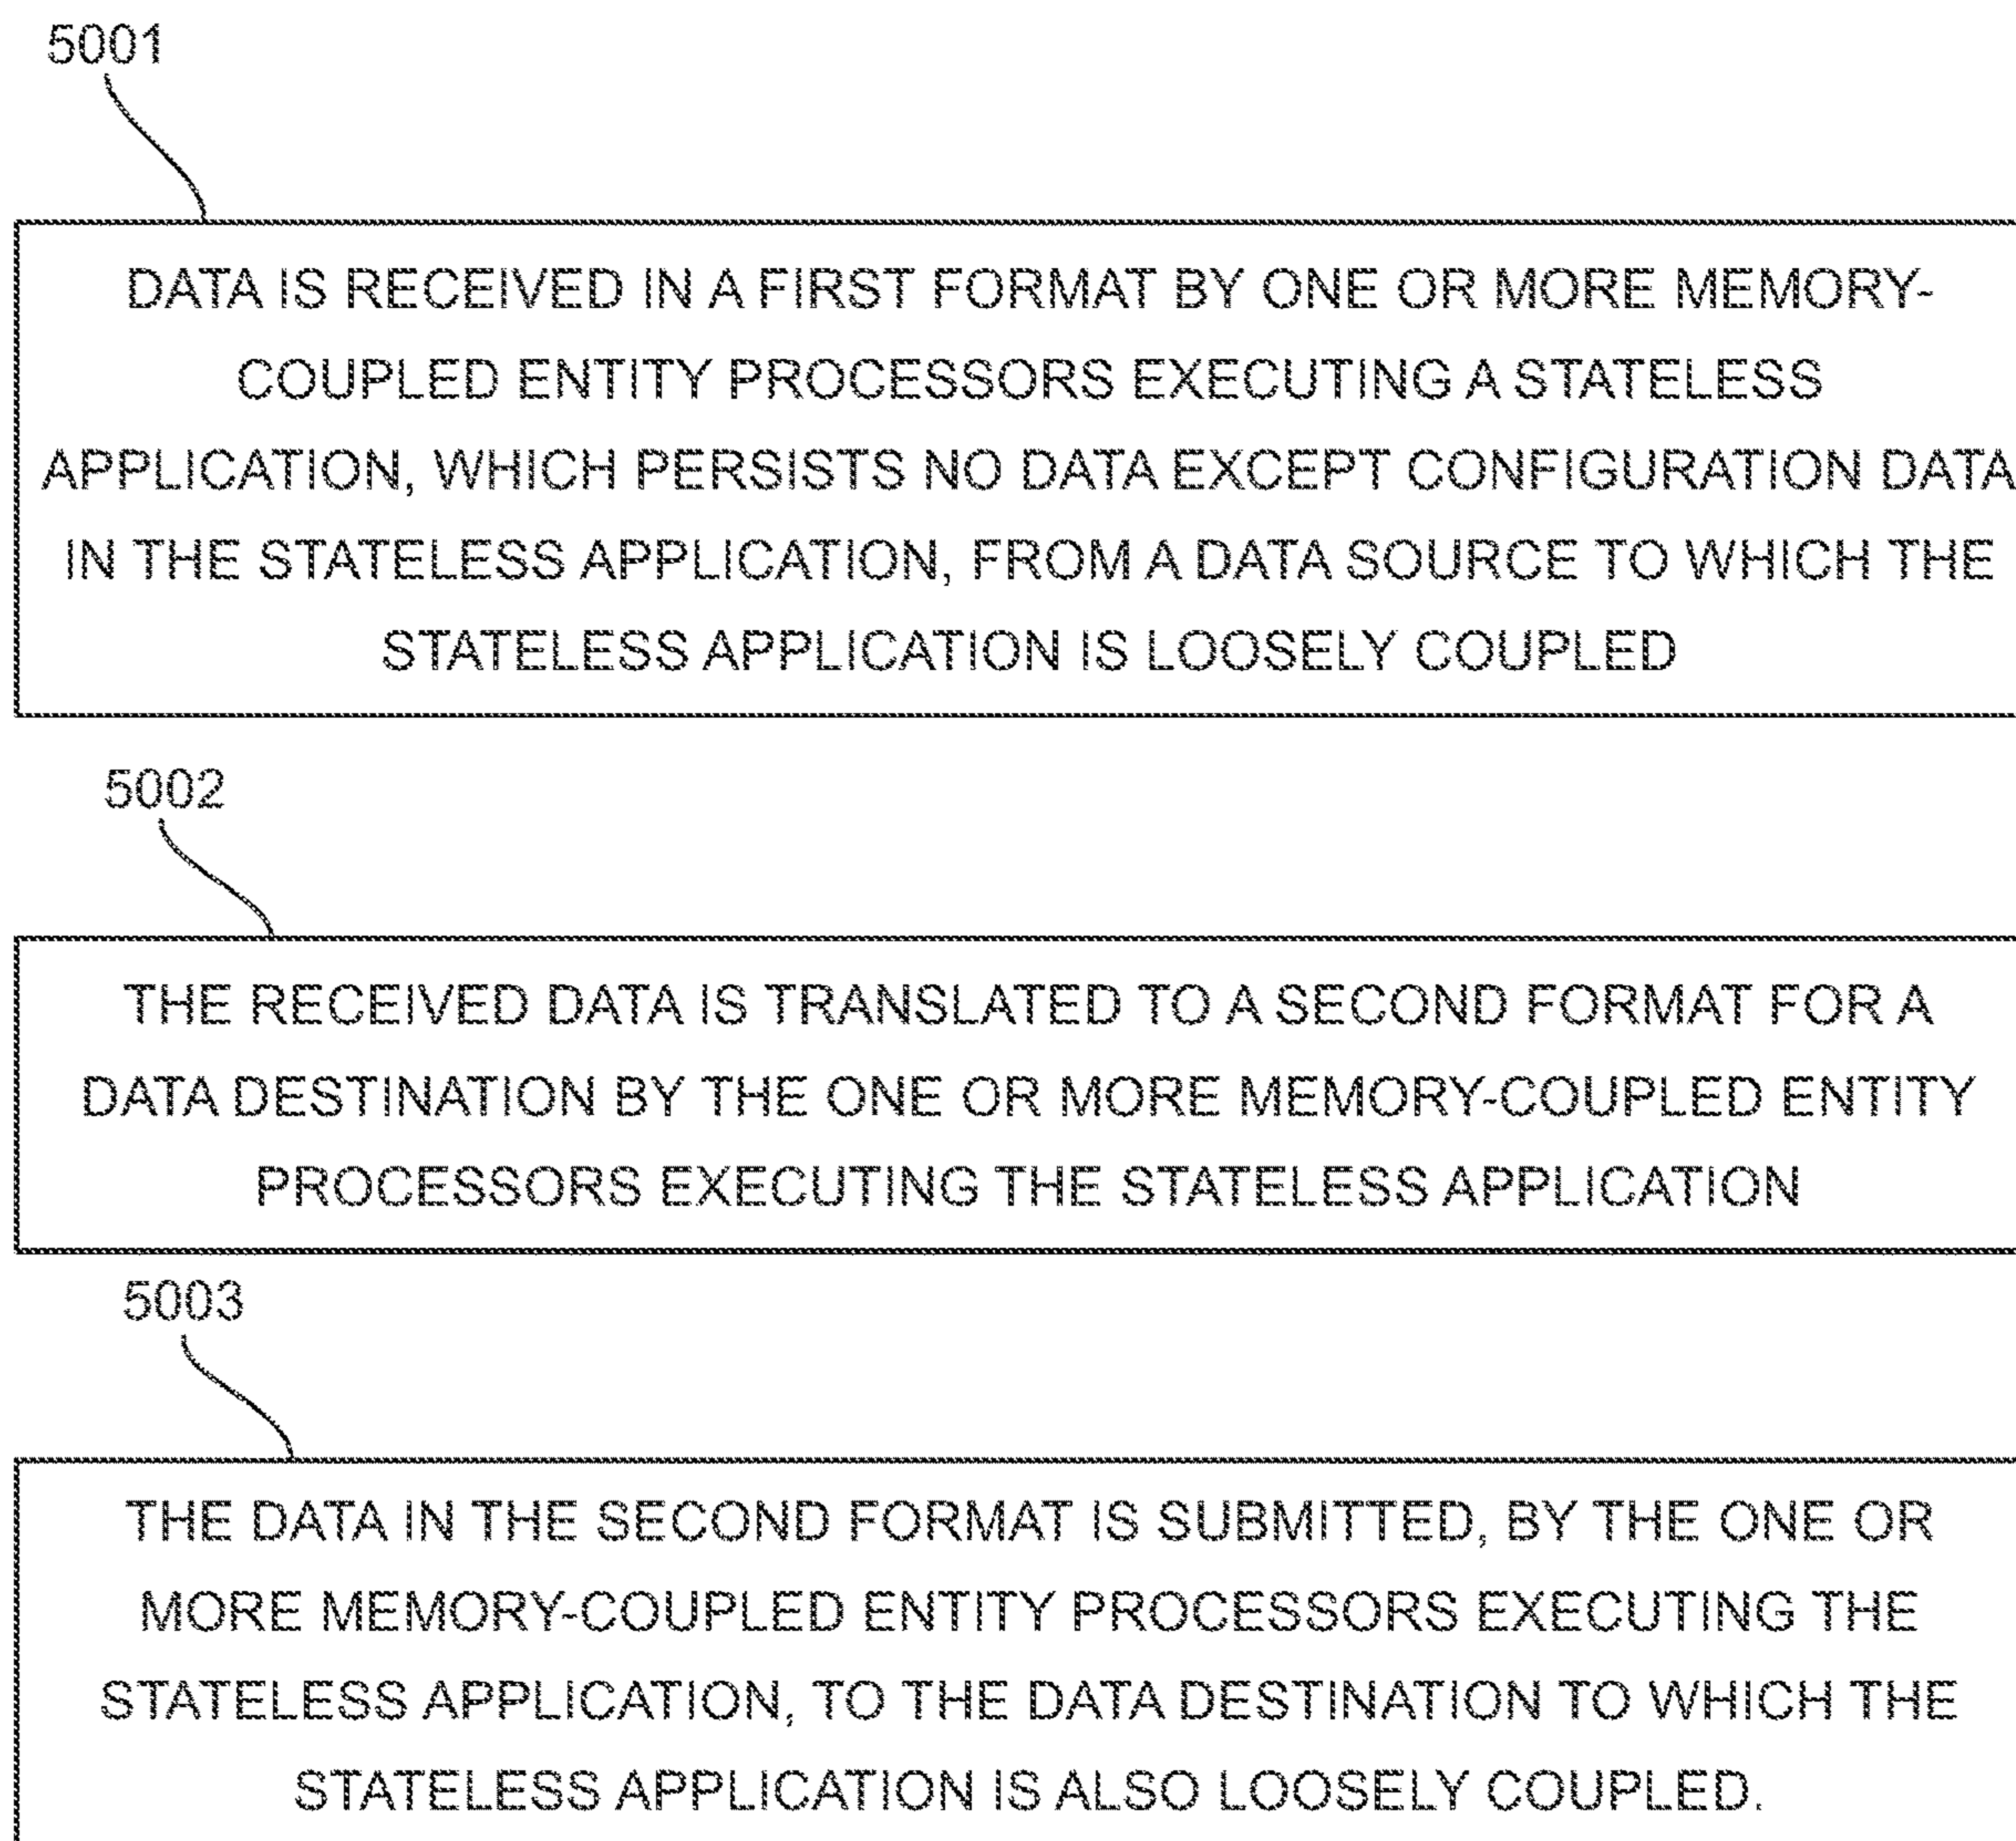 5001
DATA IS RECEIVED IN A FIRST FORMAT BY ONE OR MORE MEMORY-
COUPLED ENTITY PROCESSORS EXECUTING A STATELESS
APPLICATION, WHICH PERSISTS NO DATA EXCEPT CONFIGURATION DATA
IN THE STATELESS APPLICATION, FROM A DATA SOURCE TO WHICH THE
STATELESS APPLICATION IS LOOSELY COUPLED
5002
THE RECEIVED DATA IS TRANSLATED TO A SECOND FORMAT FOR A
DATA DESTINATION BY THE ONE OR MORE MEMORY-COUPLED ENTITY
PROCESSORS EXECUTING THE STATELESS APPLICATION
5003
THE DATA IN THE SECOND FORMAT IS SUBMITTED, BY THE ONE OR
MORE MEMORY-COUPLED ENTITY PROCESSORS EXECUTING THE
STATELESS APPLICATION, TO THE DATA DESTINATION TO WHICH THE
STATELESS APPLICATION IS ALSO LOOSELY COUPLED.